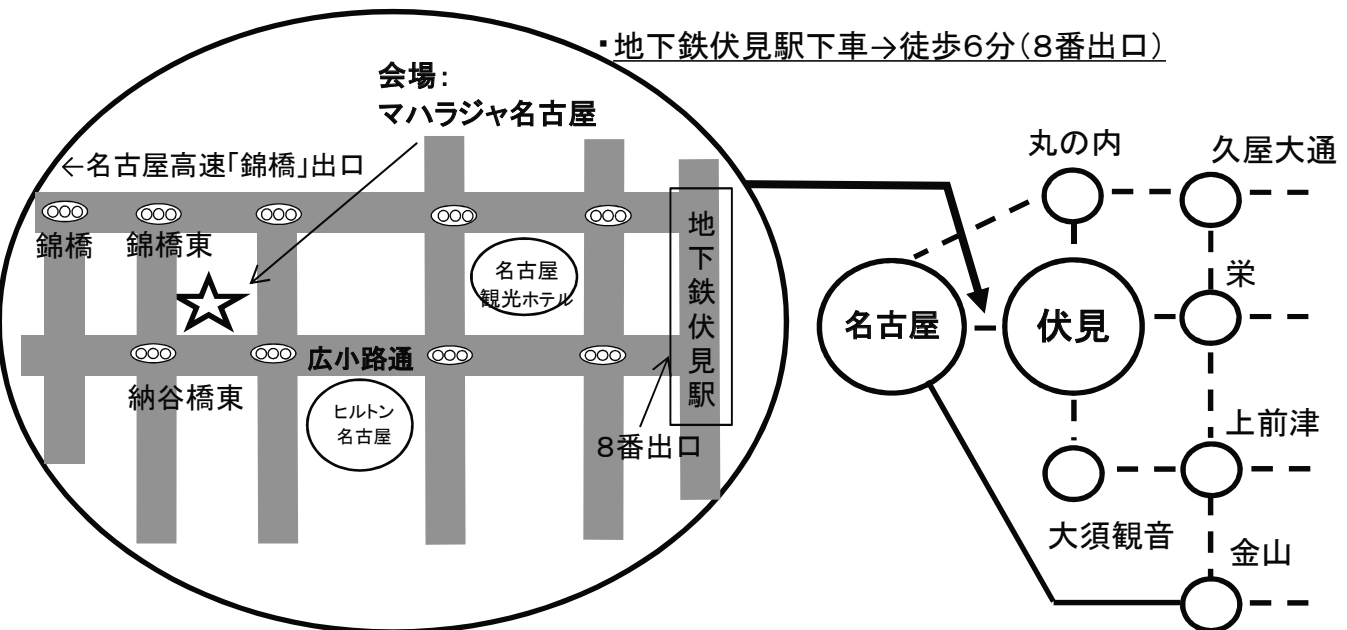 ・地下鉄伏見駅下車→徒歩6分(8番出口)
会場:
マハラジャ名古屋
←名古屋高速「錦橋」出口
錦橋
錦橋東
名古屋
観光ホテル
地下鉄伏見駅
広小路通
納谷橋東
ヒルトン
名古屋
8番出口
丸の内
久屋大通
名古屋
伏見
栄
上前津
大須観音
金山